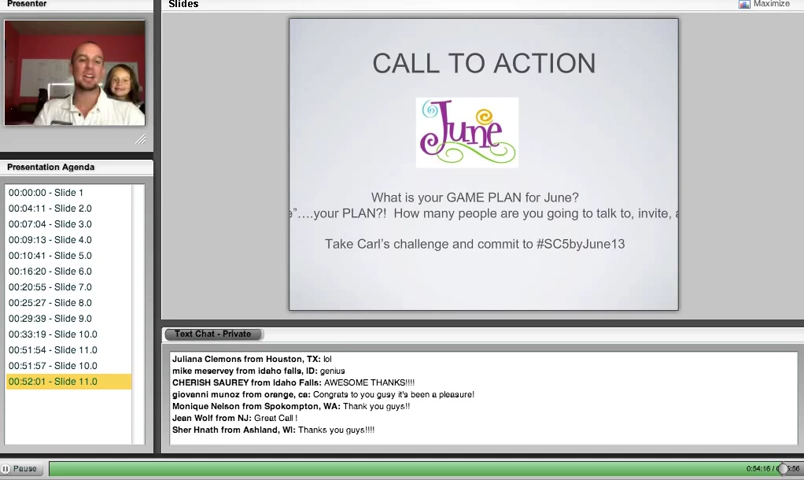 Presenter
Slides
Maximize
CALL TO ACTION
June
What is your GAME PLAN for June?
e"....your PLAN?! How many people are you going to talk to, invite, a
Take Carl's challenge and commit to #SC5byJune13
Presentation Agenda
00:00:00 - Slide 1
00:04:11 - Slide 2.0
00:07:04 - Slide 3.0
00:09:13 - Slide 4.0
00:10:41 - Slide 5.0
00:16:20 - Slide 6.0
00:20:55 - Slide 7.0
00:25:27 - Slide 8.0
00:29:39 - Slide 9.0
00:33:19 - Slide 10.0
00:51:54 - Slide 11.0
00:51:57 - Slide 10.0
00:52:01 - Slide 11.0
Text Chat - Private
Juliana Clemons from Houston, TX: lol
mike meservey from idaho falls, ID: genius
CHERISH SAUREY from Idaho Falls: AWESOME THANKS!!!!
giovanni munoz from orange, ca: Congrats to you gusy it's been a pleasure!
Monique Nelson from Spokompton, WA: Thank you guys!!
Jean Wolf from NJ: Great Call !
Sher Hnath from Ashland, WI: Thanks you guys!!!!
Pause
0:54:16 /